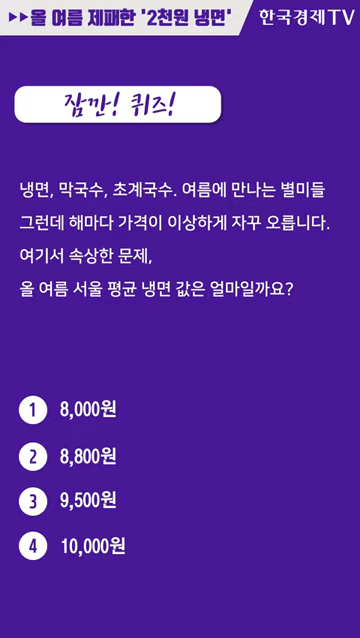 ▶▶올 여름 제패한 '2천원 냉면' 한국경제TV
잠깐! 퀴즈!
냉면, 막국수, 초계국수. 여름에 만나는 별미들
그런데 해마다 가격이 이상하게 자꾸 오릅니다.
여기서 속상한 문제,
올 여름 서울 평균 냉면 값은 얼마일까요?
1 8,000원
2 8,800원
3 9,500원
4 10,000원